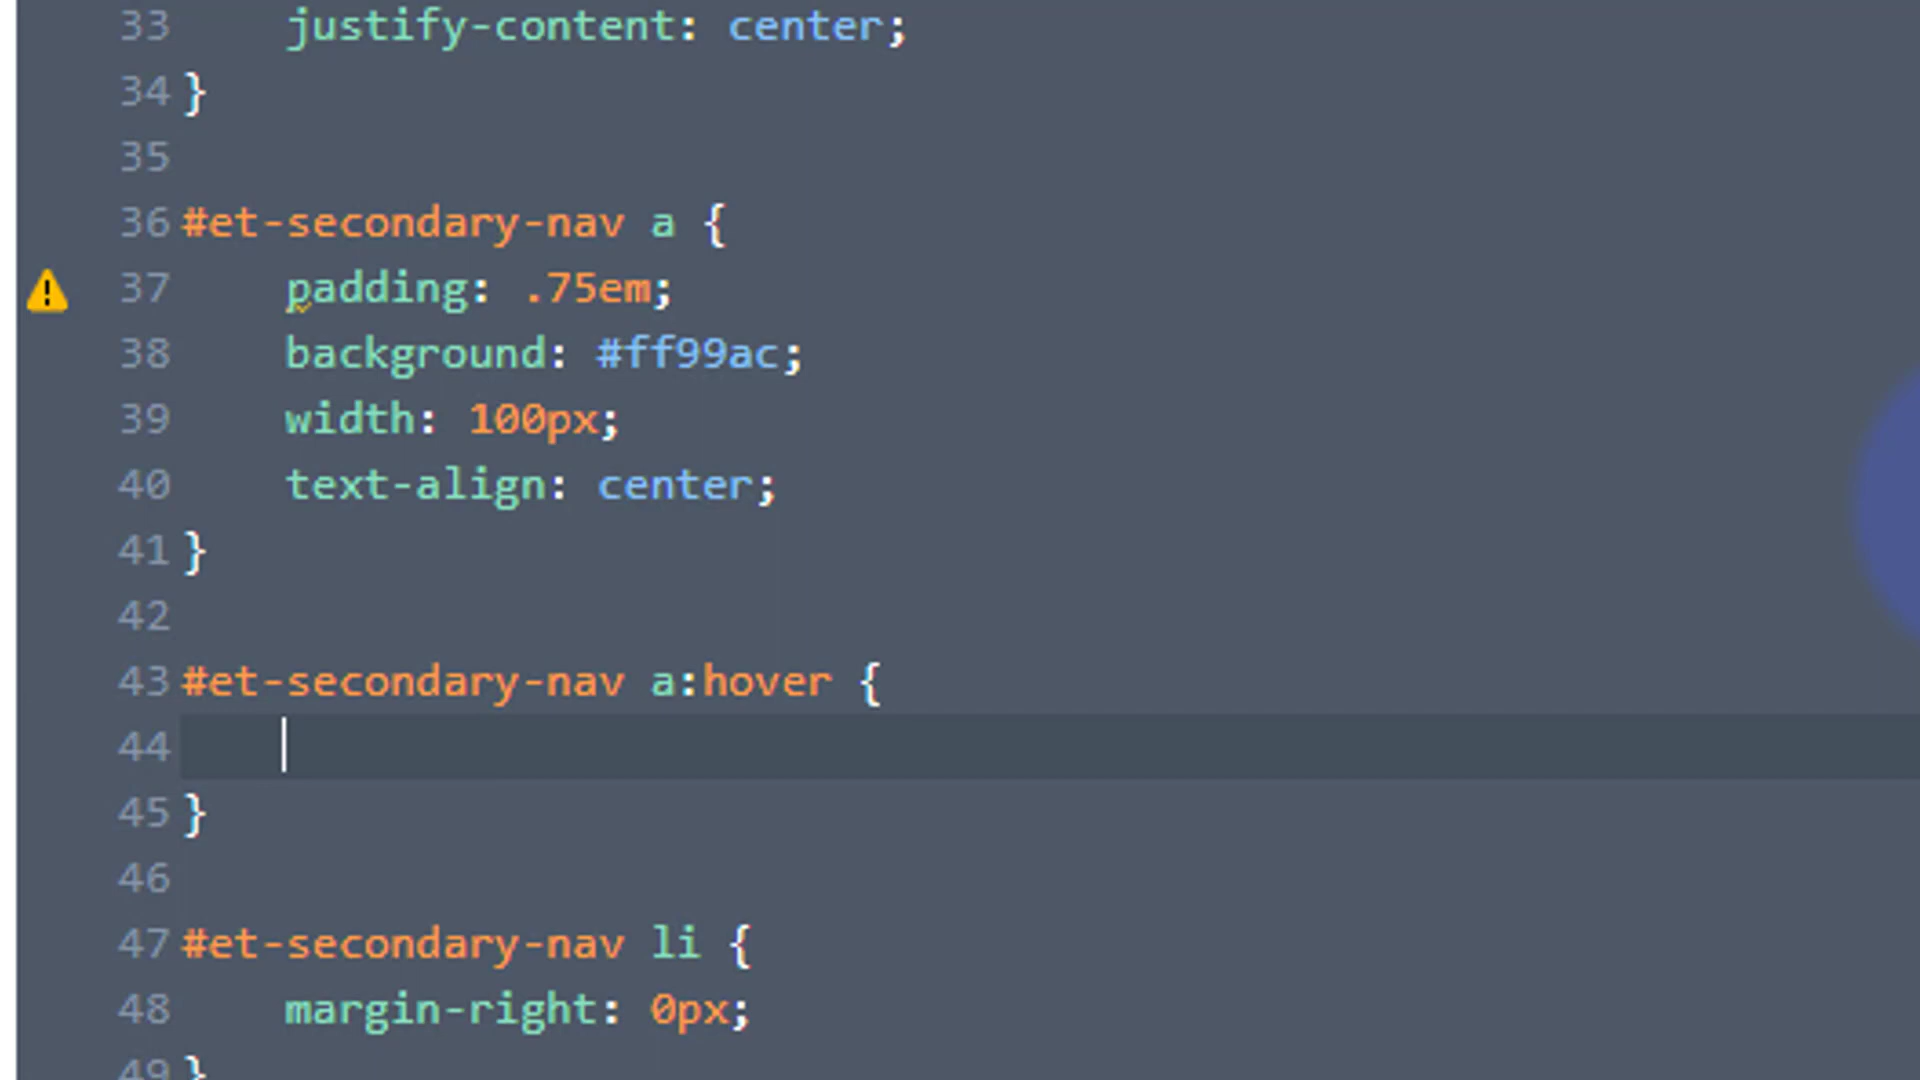 33 justify-content: center;
34 }
35
36 #et-secondary-nav a {
37 padding: .75em;
38 background: #ff99ac;
39 width: 100px;
40 text-align: center;
41 }
42
43 #et-secondary-nav a:hover {
44
45 }
46
47 #et-secondary-nav li {
48 margin-right: 0px;
49 }